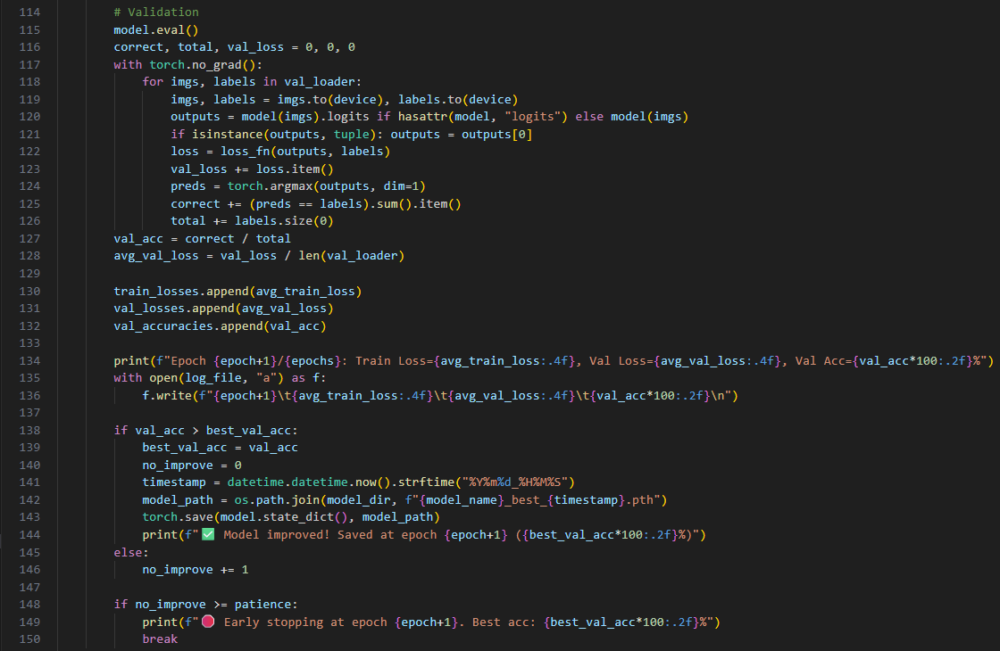 114 # Validation
115 model.eval()
116 correct, total, val_loss = 0, 0, 0
117 with torch.no_grad():
118 for imgs, labels in val_loader:
119 imgs, labels = imgs.to(device), labels.to(device)
120 outputs = model(imgs).logits if hasattr(model, "logits") else model(imgs)
121 if isinstance(outputs, tuple): outputs = outputs[0]
122 loss = loss_fn(outputs, labels)
123 val_loss += loss.item()
124 preds = torch.argmax(outputs, dim=1)
125 correct += (preds == labels).sum().item()
126 total += labels.size(0)
127 val_acc = correct / total
128 avg_val_loss = val_loss / len(val_loader)
129
130 train_losses.append(avg_train_loss)
131 val_losses.append(avg_val_loss)
132 val_accuracies.append(val_acc)
133
134 print(f"Epoch {epoch+1}/{epochs}: Train Loss={avg_train_loss:.4f}, Val Loss={avg_val_loss:.4f}, Val Acc={val_acc*100:.2f}%")
135 with open(log_file, "a") as f:
136 f.write(f"{epoch+1}\t{avg_train_loss:.4f}\t{avg_val_loss:.4f}\t{val_acc*100:.2f}\n")
137
138 if val_acc > best_val_acc:
139 best_val_acc = val_acc
140 no_improve = 0
141 timestamp = datetime.datetime.now().strftime("%Y%m%d_%H%M%S")
142 model_path = os.path.join(model_dir, f"{model_name}_best_{timestamp}.pth")
143 torch.save(model.state_dict(), model_path)
144 print(f"✅ Model improved! Saved at epoch {epoch+1} ({best_val_acc*100:.2f}%)")
145 else:
146 no_improve += 1
147
148 if no_improve >= patience:
149 print(f"🛑 Early stopping at epoch {epoch+1}. Best acc: {best_val_acc*100:.2f}%")
150 break